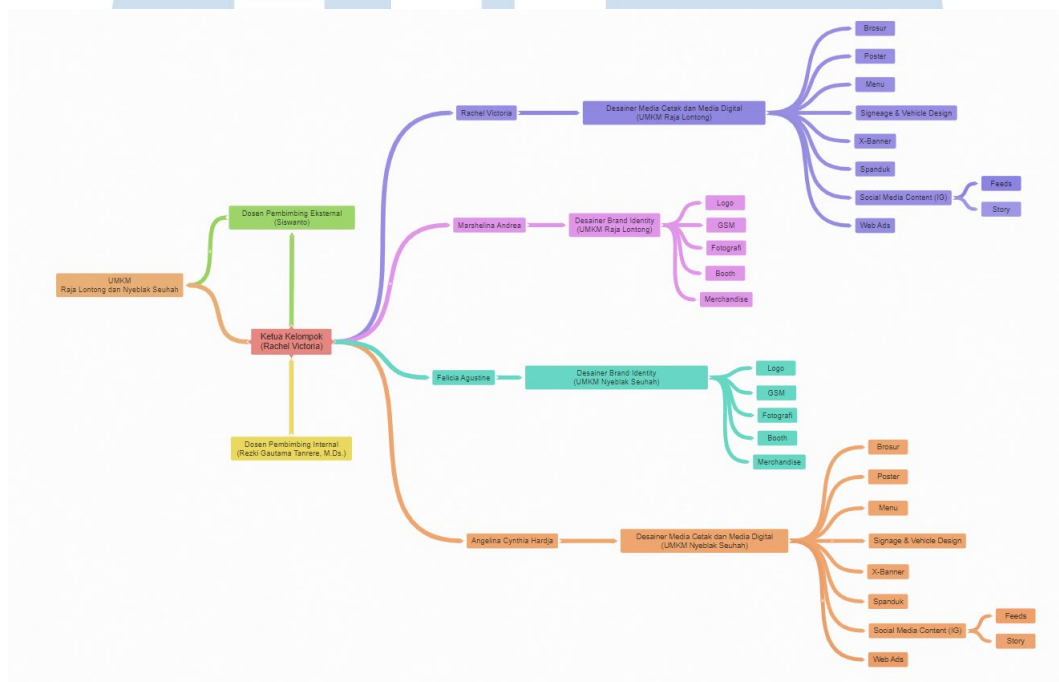 UMKM
Raja Lontong dan Nyeblak Seuhah
Dosen Pembimbing Eksternal
(Siswanto)
Ketua Kelompok
(Rachel Victoria)
Dosen Pembimbing Internal
(Rezki Gautama Tanrere, M.Ds.)
Rachel Victoria
Desainer Media Cetak dan Media Digital
(UMKM Raja Lontong)
Brosur
Poster
Menu
Signeage & Vehicle Design
X-Banner
Spanduk
Social Media Content (IG)
Feeds
Story
Web Ads
Marshelina Andrea
Desainer Brand Identity
(UMKM Raja Lontong)
Logo
GSM
Fotografi
Booth
Merchandise
Felicia Agustine
Desainer Brand Identity
(UMKM Nyeblak Seuhah)
Logo
GSM
Fotografi
Booth
Merchandise
Angelina Cynthia Hardja
Desainer Media Cetak dan Media Digital
(UMKM Nyeblak Seuhah)
Brosur
Poster
Menu
Signage & Vehicle Design
X-Banner
Spanduk
Social Media Content (IG)
Feeds
Story
Web Ads